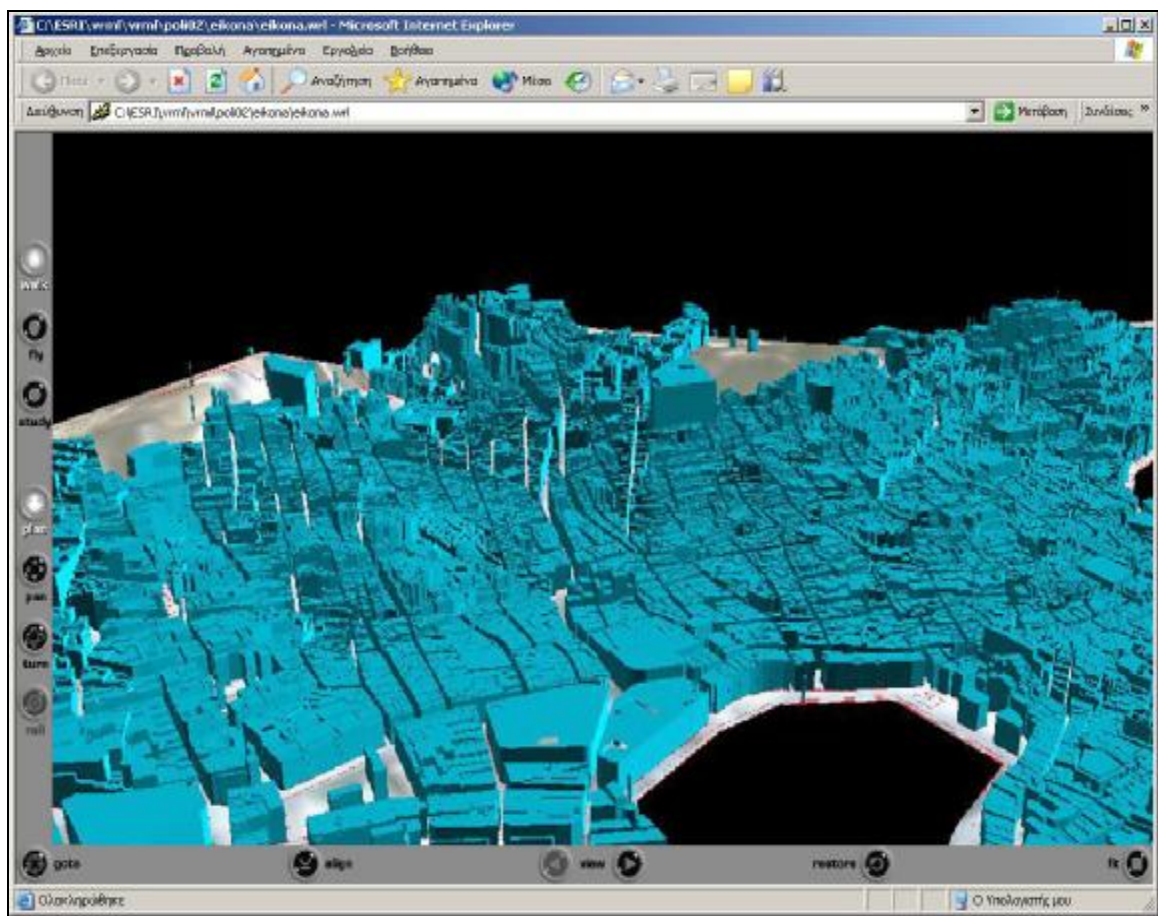 C:\ESRI\vrml\vrml\poli02\eikona\eikona.wrl - Microsoft Internet Explorer
Αρχείο Επεξεργασία Προβολή Αγαπημένα Εργαλεία Βοήθεια
Πίσω Αναζήτηση Αγαπημένα Μέσα
Διεύθυνση C:\ESRI\vrml\vrml\poli02\eikona\eikona.wrl Μετάβαση Συνδέσεις »
walk
fly
study
plan
pan
turn
roll
goto align view restore fit
Ολοκληρώθηκε Ο Υπολογιστής μου